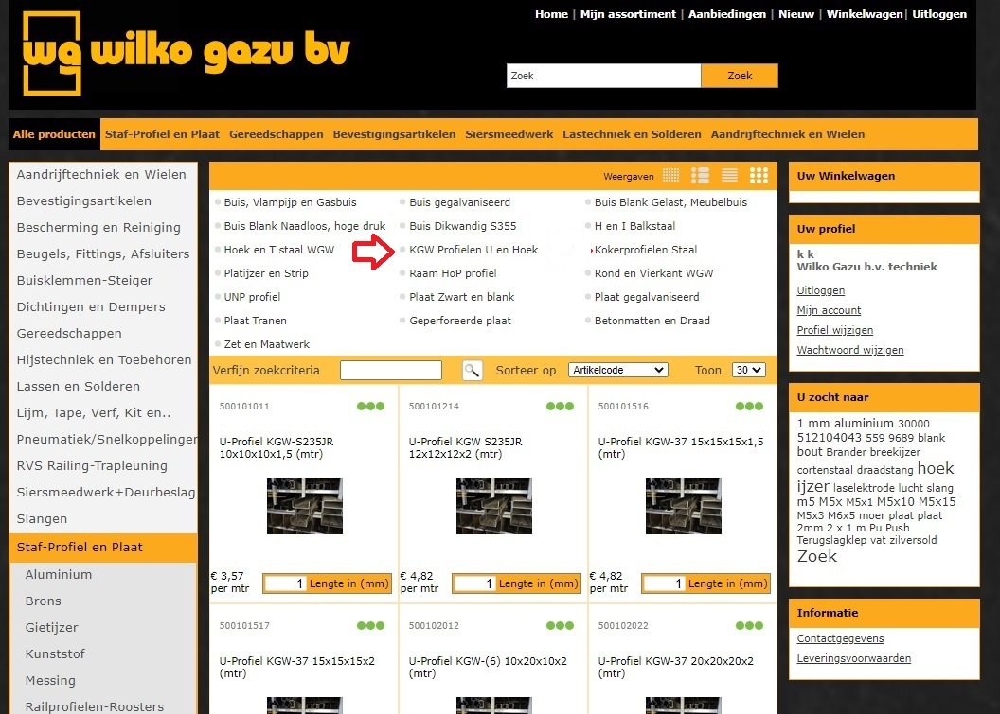 wg wilko gazu bv
Home | Mijn assortiment | Aanbiedingen | Nieuw | Winkelwagen | Uitloggen
Zoek Zoek
Alle producten Staf-Profiel en Plaat Gereedschappen Bevestigingsartikelen Siersmeedwerk Lastechniek en Solderen Aandrijftechniek en Wielen
Aandrijftechniek en Wielen
Bevestigingsartikelen
Bescherming en Reiniging
Beugels, Fittings, Afsluiters
Buisklemmen-Steiger
Dichtingen en Dempers
Gereedschappen
Hijstechniek en Toebehoren
Lassen en Solderen
Lijm, Tape, Verf, Kit en..
Pneumatiek/Snelkoppelingen
RVS Railing-Trapleuning
Siersmeedwerk+Deurbeslag
Slangen
Staf-Profiel en Plaat
Aluminium
Brons
Gietijzer
Kunststof
Messing
Railprofielen-Roosters
Weergaven
Buis, Vlampijp en Gasbuis Buis gegalvaniseerd Buis Blank Gelast, Meubelbuis
Buis Blank Naadloos, hoge druk Buis Dikwandig S355 H en I Balkstaal
Hoek en T staal WGW KGW Profielen U en Hoek Kokerprofielen Staal
Platijzer en Strip Raam HoP profiel Rond en Vierkant WGW
UNP profiel Plaat Zwart en blank Plaat gegalvaniseerd
Plaat Tranen Geperforeerde plaat Betonmatten en Draad
Zet en Maatwerk
Verfijn zoekcriteria Sorteer op Artikelcode Toon 30
500101011 500101214 500101516
U-Profiel KGW-S235JR U-Profiel KGW S235JR U-Profiel KGW-37 15x15x15x1,5
10x10x10x1,5 (mtr) 12x12x12x2 (mtr) (mtr)
€ 3,57 1 Lengte in (mm) € 4,82 1 Lengte in (mm) € 4,82 1 Lengte in (mm)
per mtr per mtr per mtr
500101517 500102012 500102022
U-Profiel KGW-37 15x15x15x2 U-Profiel KGW-(6) 10x20x10x2 U-Profiel KGW-37 20x20x20x2
(mtr) (mtr) (mtr)
Uw Winkelwagen
Uw profiel
k k
Wilko Gazu b.v. techniek
Uitloggen
Mijn account
Profiel wijzigen
Wachtwoord wijzigen
U zocht naar
1 mm aluminium 30000
512104043 559 9689 blank
bout Brander breekijzer
cortenstaal draadstang hoek
ijzer laselektrode lucht slang
m5 M5x M5x1 M5x10 M5x15
M5x3 M6x5 moer plaat plaat
2mm 2 x 1 m Pu Push
Terugslagklep vat zilversold
Zoek
Informatie
Contactgegevens
Leveringsvoorwaarden